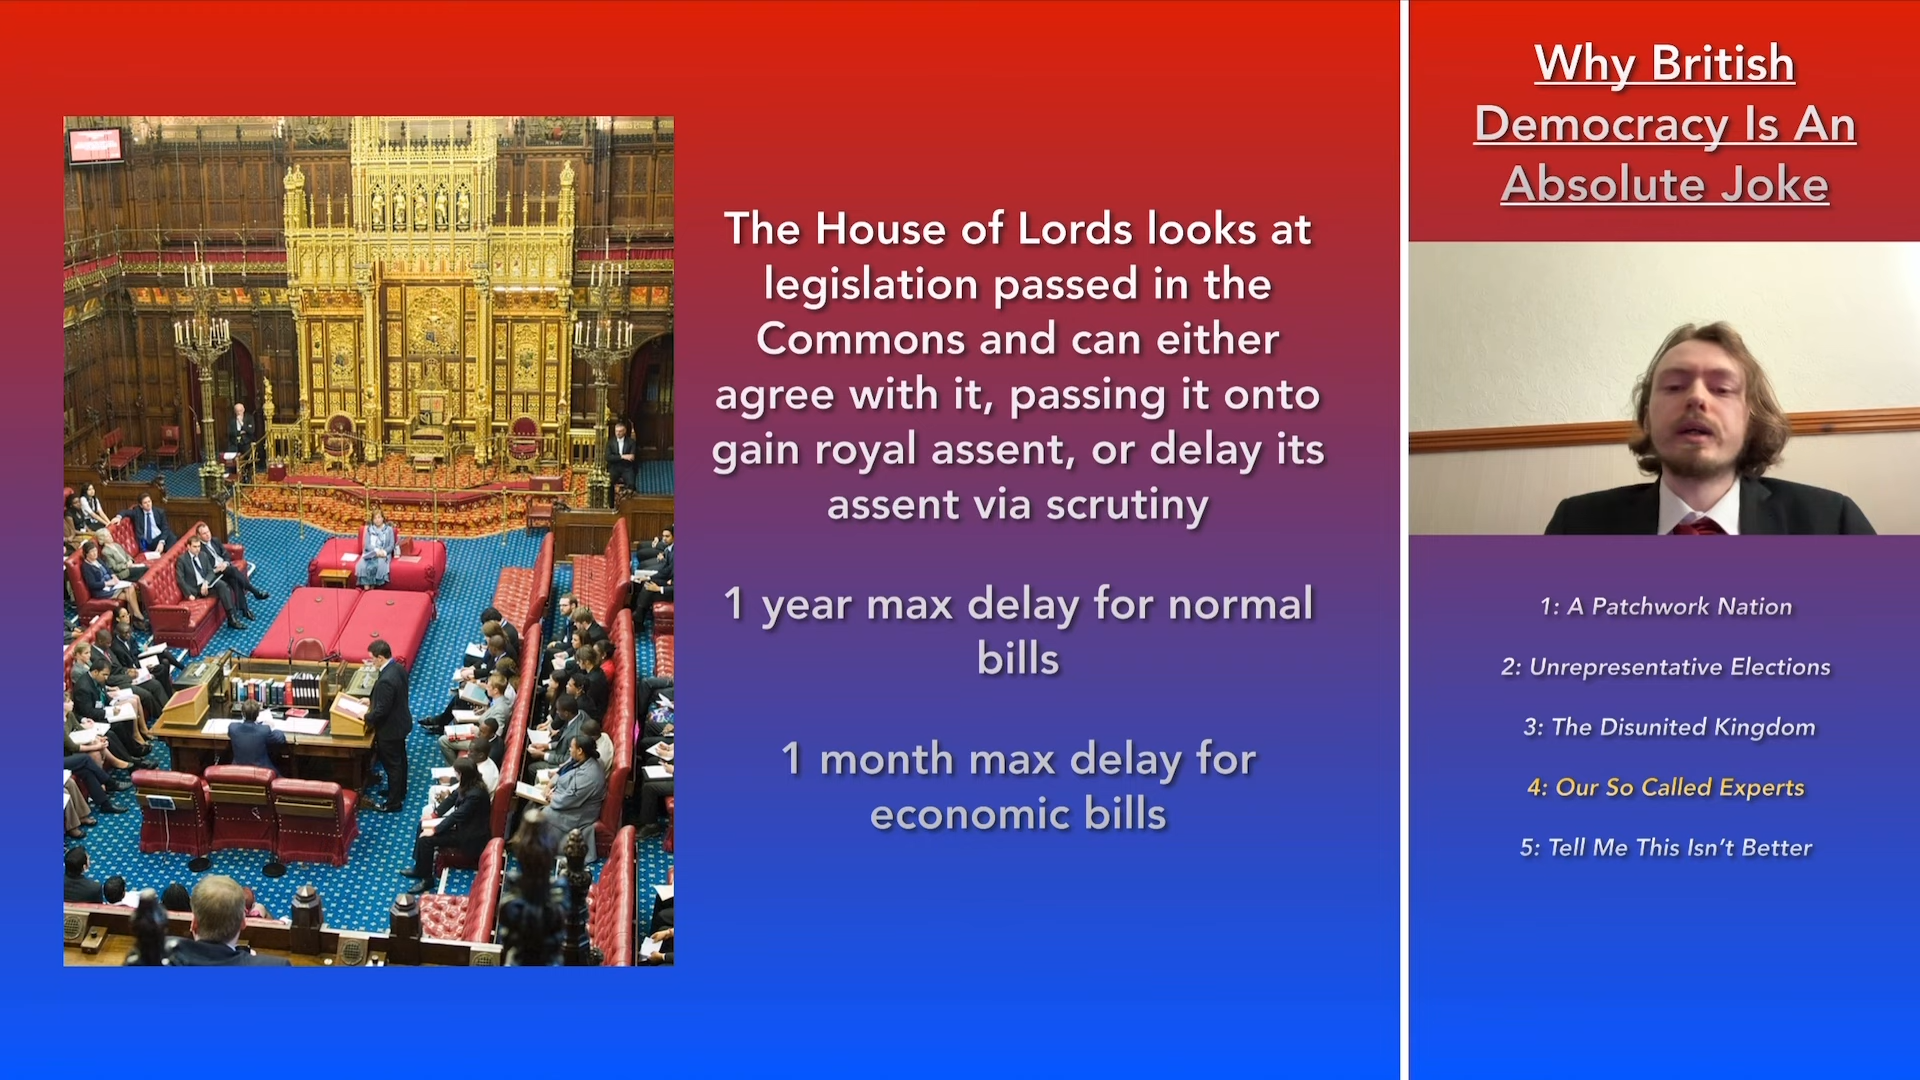 The House of Lords looks at
legislation passed in the
Commons and can either
agree with it, passing it onto
gain royal assent, or delay its
assent via scrutiny
1 year max delay for normal
bills
1 month max delay for
economic bills
Why British
Democracy Is An
Absolute Joke
1: A Patchwork Nation
2: Unrepresentative Elections
3: The Disunited Kingdom
4: Our So Called Experts
5: Tell Me This Isn’t Better